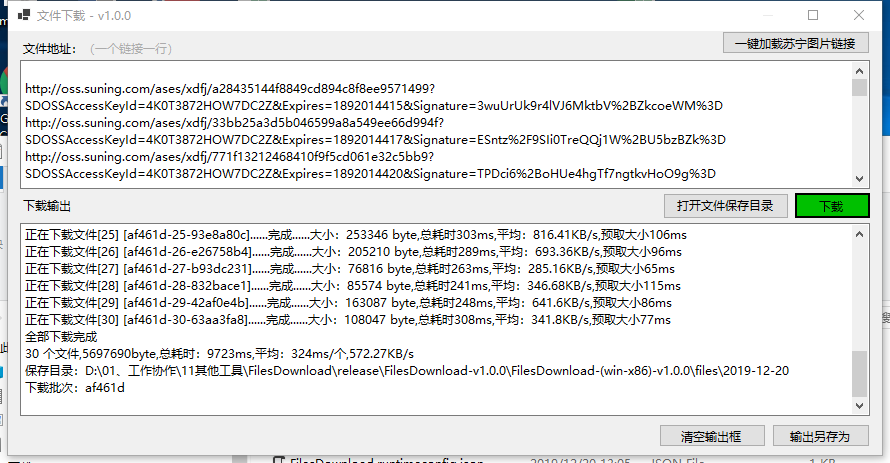 文件下载 - v1.0.0
文件地址： （一个链接一行）
一键加载苏宁图片链接
http://oss.suning.com/ases/xdfj/a28435144f8849cd894c8f8ee9571499?
SDOSSAccessKeyId=4K0T3872HOW7DC2Z&Expires=1892014415&Signature=3wuUrUk9r4lVJ6MktbV%2BZkcoeWM%3D
http://oss.suning.com/ases/xdfj/33bb25a3d5b046599a8a549ee66d994f?
SDOSSAccessKeyId=4K0T3872HOW7DC2Z&Expires=1892014417&Signature=ESntz%2F9SIi0TreQQj1W%2BU5bzBZk%3D
http://oss.suning.com/ases/xdfj/771f13212468410f9f5cd061e32c5bb9?
SDOSSAccessKeyId=4K0T3872HOW7DC2Z&Expires=1892014420&Signature=TPDci6%2BoHUe4hgTf7ngtkvHoO9g%3D
下载输出
打开文件保存目录
下载
正在下载文件[25] [af461d-25-93e8a80c]......完成......大小：253346 byte,总耗时303ms,平均：816.41KB/s,预取大小106ms
正在下载文件[26] [af461d-26-e26758b4]......完成......大小：205210 byte,总耗时289ms,平均：693.36KB/s,预取大小96ms
正在下载文件[27] [af461d-27-b93dc231]......完成......大小：76816 byte,总耗时263ms,平均：285.16KB/s,预取大小65ms
正在下载文件[28] [af461d-28-832bace1]......完成......大小：85574 byte,总耗时241ms,平均：346.68KB/s,预取大小115ms
正在下载文件[29] [af461d-29-42af0e4b]......完成......大小：163087 byte,总耗时248ms,平均：641.6KB/s,预取大小86ms
正在下载文件[30] [af461d-30-63aa3fa8]......完成......大小：108047 byte,总耗时308ms,平均：341.8KB/s,预取大小77ms
全部下载完成
30 个文件,5697690byte,总耗时：9723ms,平均：324ms/个,572.27KB/s
保存目录：D:\01、工作协作\11其他工具\FilesDownload\release\FilesDownload-v1.0.0\FilesDownload-(win-x86)-v1.0.0\files\2019-12-20
下载批次：af461d
清空输出框
输出另存为